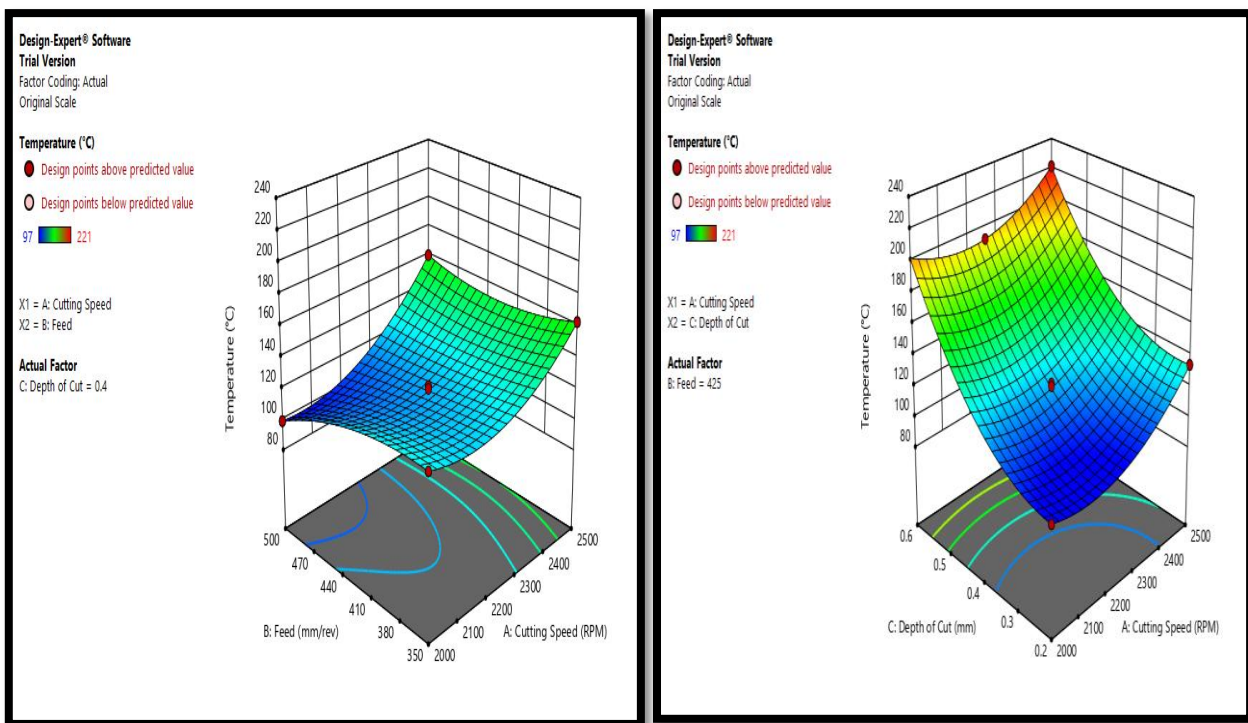 Design-Expert® Software
Trial Version
Factor Coding: Actual
Original Scale
Temperature (°C)
Design points above predicted value
Design points below predicted value
97 221
X1 = A: Cutting Speed
X2 = B: Feed
Actual Factor
C: Depth of Cut = 0.4
240
220
200
180
160
140
120
100
80
Temperature (°C)
500
470
440
410
380
350
B: Feed (mm/rev)
2000
2100
2200
2300
2400
2500
A: Cutting Speed (RPM)
Design-Expert® Software
Trial Version
Factor Coding: Actual
Original Scale
Temperature (°C)
Design points above predicted value
Design points below predicted value
97 221
X1 = A: Cutting Speed
X2 = C: Depth of Cut
Actual Factor
B: Feed = 425
240
220
200
180
160
140
120
100
80
Temperature (°C)
0.6
0.5
0.4
0.3
0.2
C: Depth of Cut (mm)
2000
2100
2200
2300
2400
2500
A: Cutting Speed (RPM)